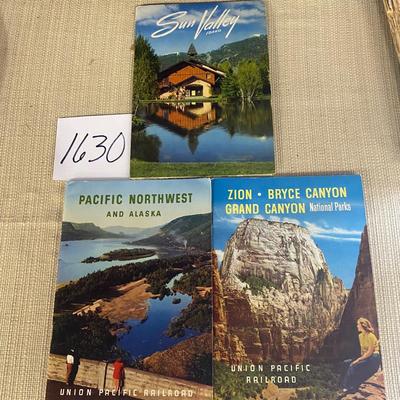 Sun Valley
IDAHO
1630
PACIFIC NORTHWEST
AND ALASKA
UNION PACIFIC RAILROAD
ZION • BRYCE CANYON
GRAND CANYON National Parks
UNION PACIFIC
RAILROAD